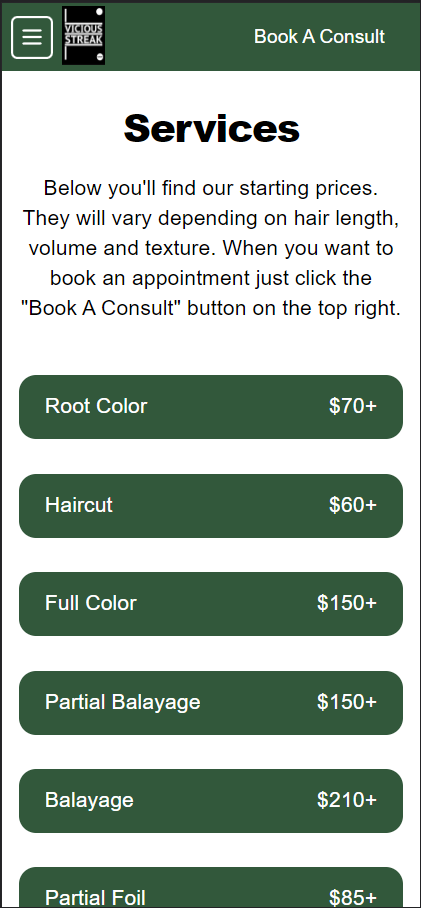 VICIOUS
STREAK
Book A Consult
Services
Below you'll find our starting prices.
They will vary depending on hair length,
volume and texture. When you want to
book an appointment just click the
"Book A Consult" button on the top right.
Root Color $70+
Haircut $60+
Full Color $150+
Partial Balayage $150+
Balayage $210+
Partial Foil $85+